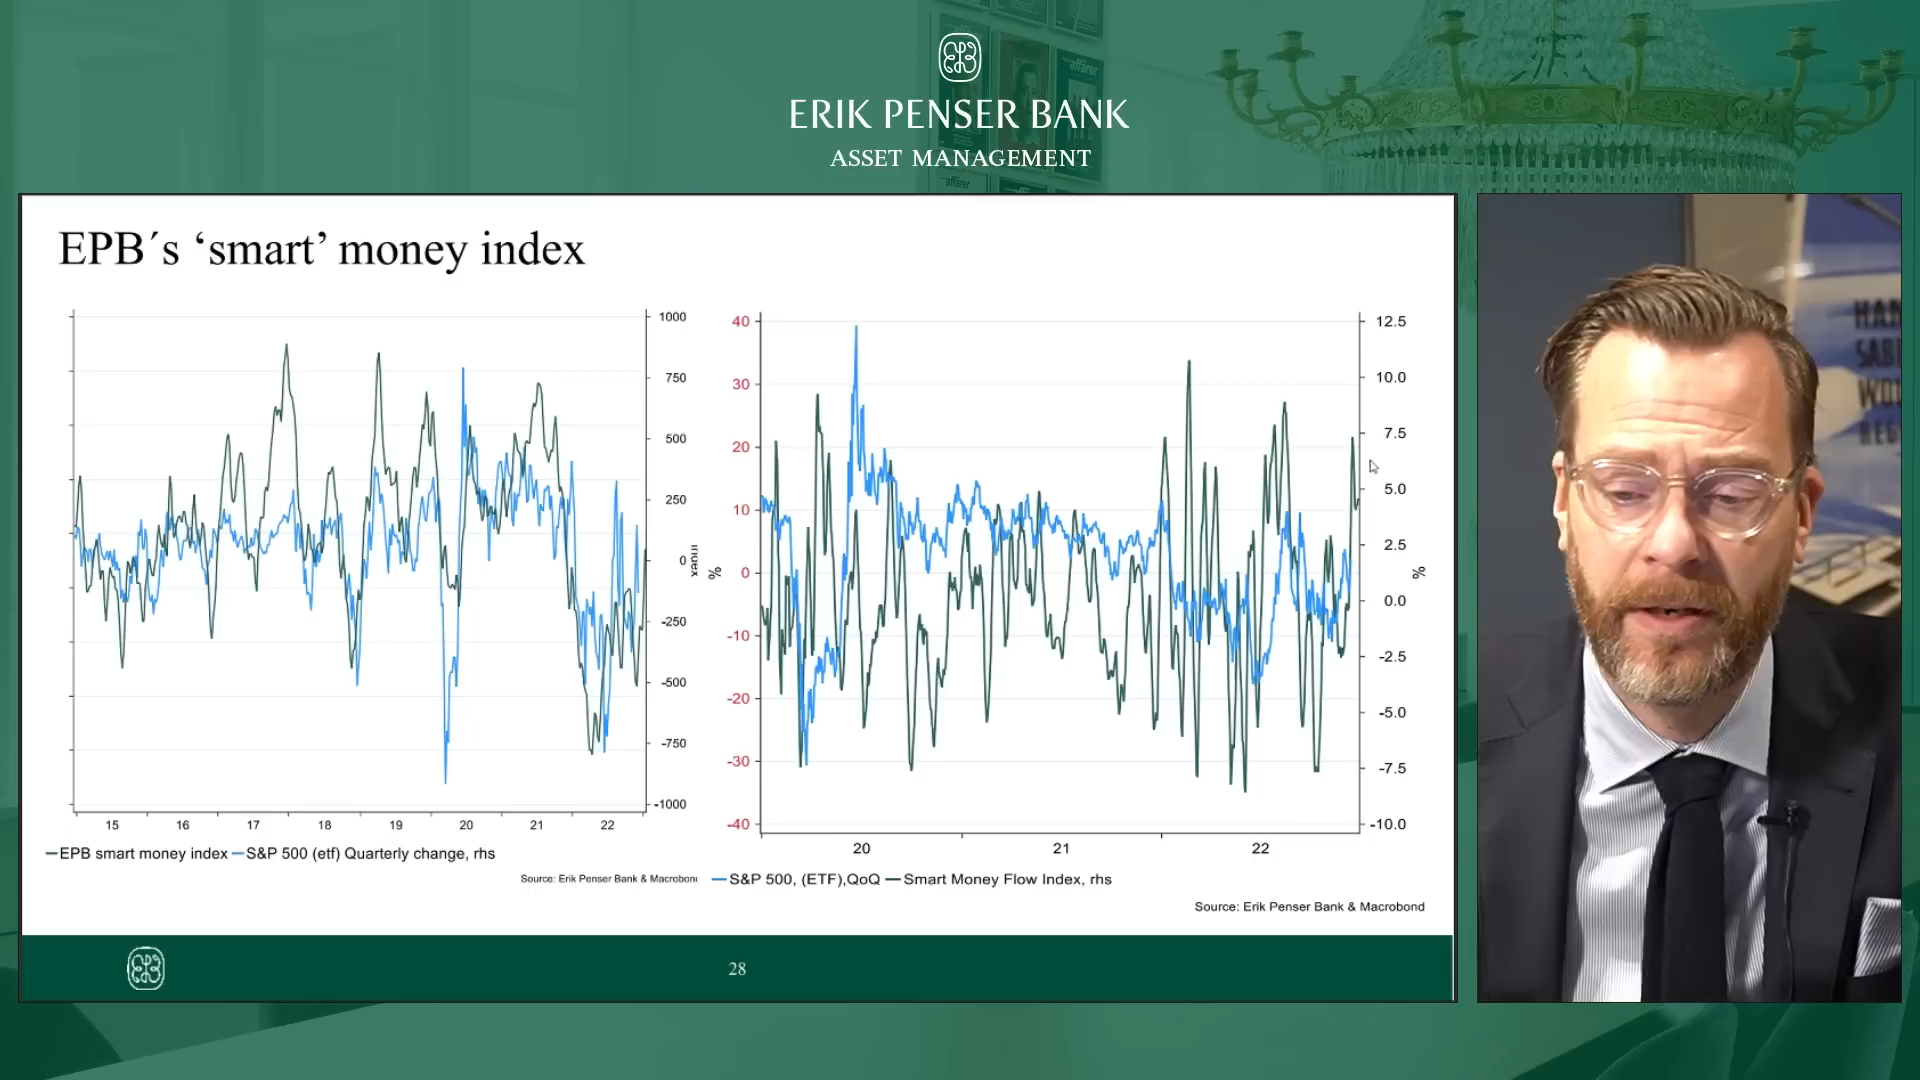 affärer
affärer
ERIK PENSER BANK
ASSET MANAGEMENT
EPB´s ‘smart’ money index
1000
750
500
250
0
-250
-500
-750
-1000
index
15 16 17 18 19 20 21 22
EPB smart money index S&P 500 (etf) Quarterly change, rhs
Source: Erik Penser Bank & Macrobond
40
30
20
10
0
-10
-20
-30
-40
%
12.5
10.0
7.5
5.0
2.5
0.0
-2.5
-5.0
-7.5
-10.0
%
20 21 22
S&P 500, (ETF),QoQ Smart Money Flow Index, rhs
Source: Erik Penser Bank & Macrobond
28